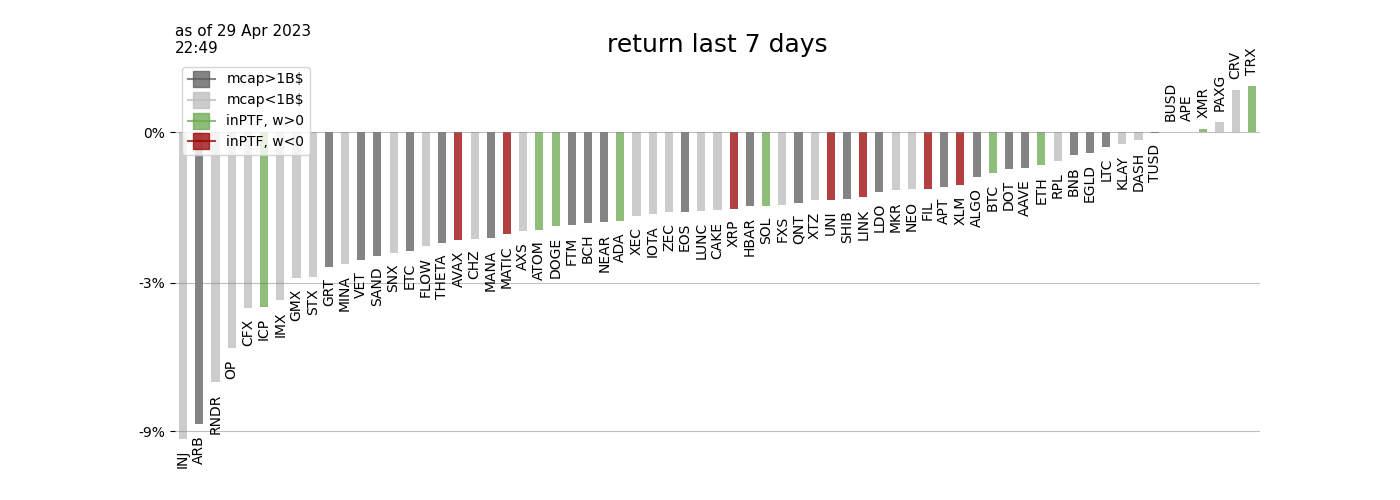 as of 29 Apr 2023
22:49
return last 7 days
mcap>1B$
mcap<1B$
inPTF, w>0
inPTF, w<0
0%
-3%
-9%
INJ
ARB
RNDR
OP
CFX
ICP
IMX
GMX
STX
GRT
MINA
VET
SAND
SNX
ETC
FLOW
THETA
AVAX
CHZ
MANA
MATIC
AXS
ATOM
DOGE
FTM
BCH
NEAR
ADA
XEC
IOTA
ZEC
EOS
LUNC
CAKE
XRP
HBAR
SOL
FXS
QNT
XTZ
UNI
SHIB
LINK
LDO
MKR
NEO
FIL
APT
XLM
ALGO
BTC
DOT
AAVE
ETH
RPL
BNB
EGLD
LTC
KLAY
DASH
TUSD
BUSD
APE
XMR
PAXG
CRV
TRX